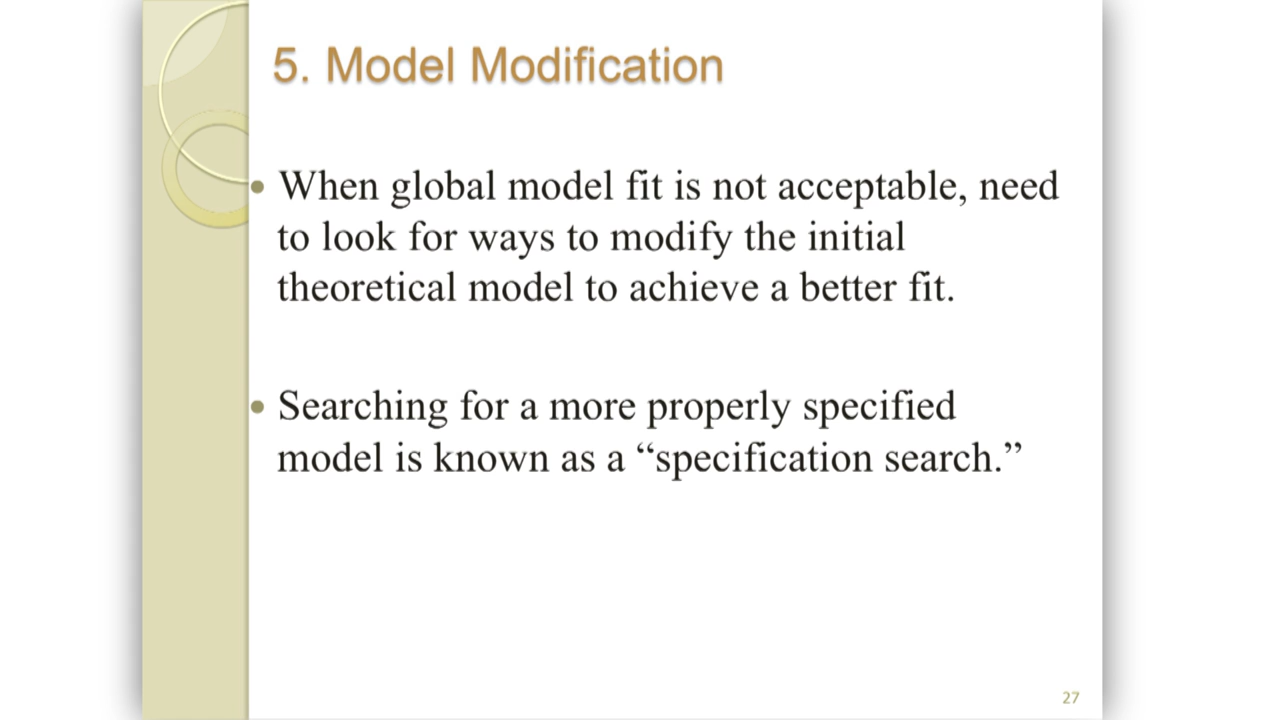 5. Model Modification
• When global model fit is not acceptable, need
to look for ways to modify the initial
theoretical model to achieve a better fit.
• Searching for a more properly specified
model is known as a “specification search.”
27